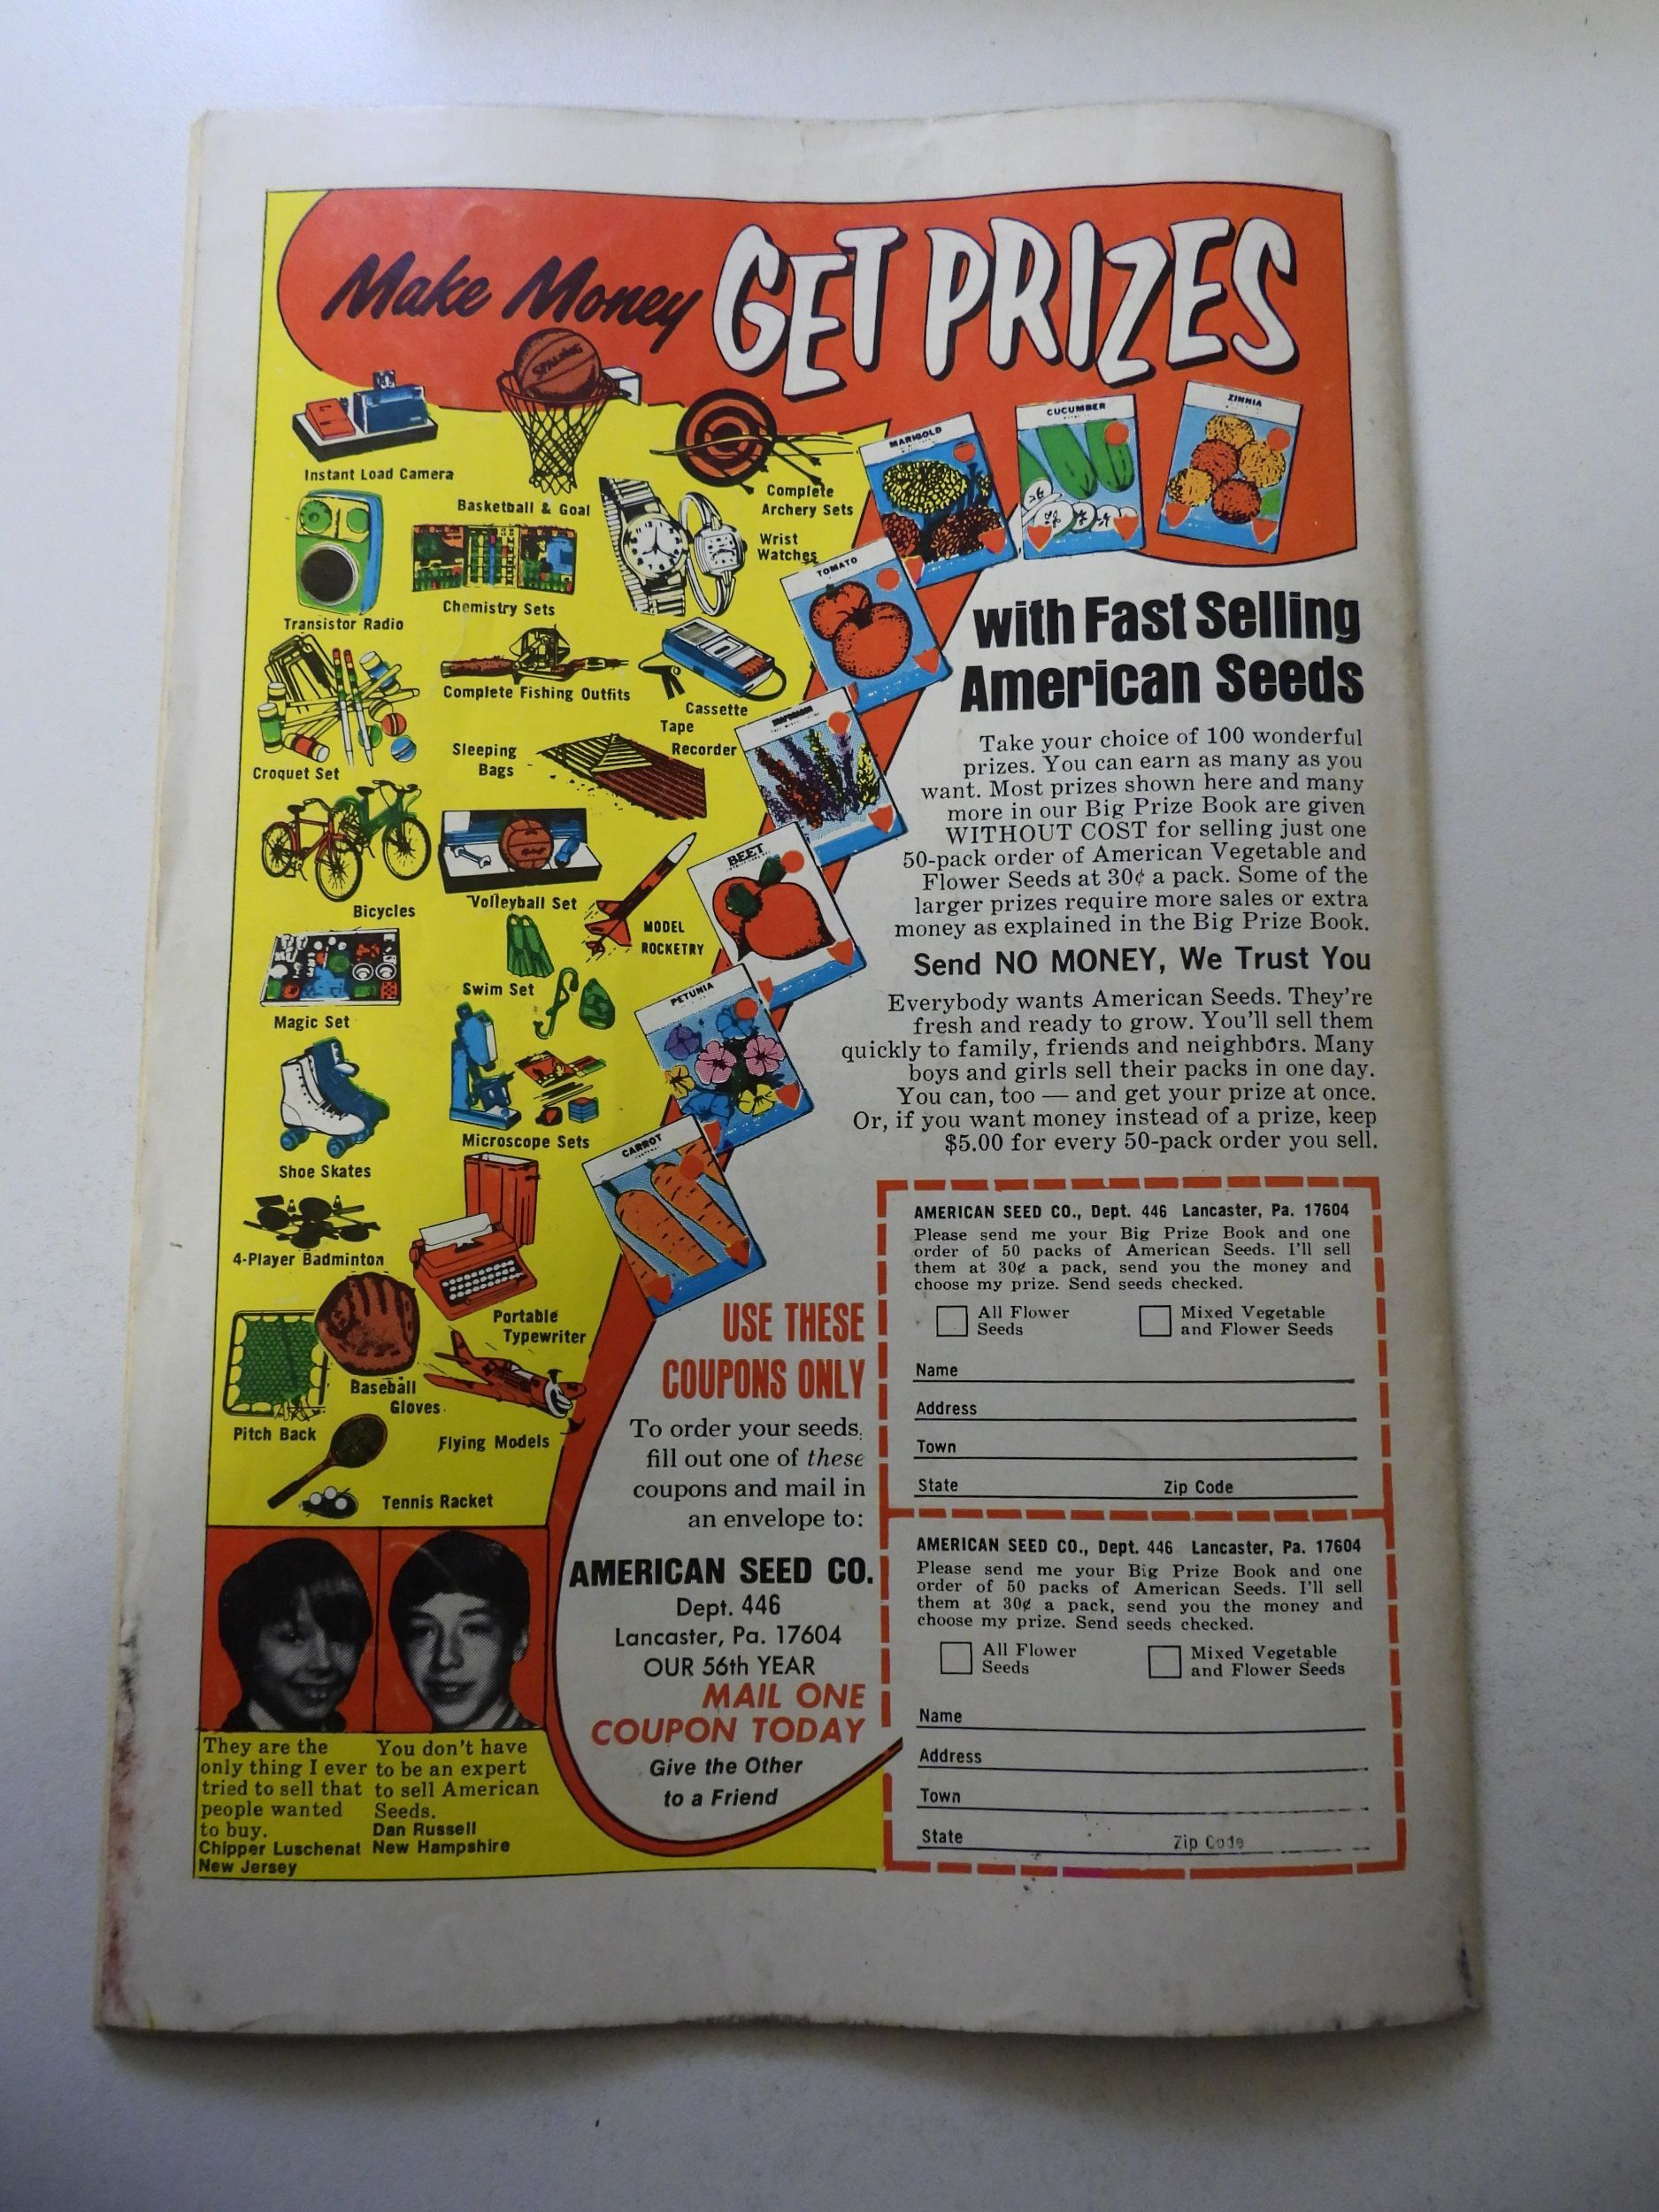 Make Money GET PRIZES
SPALDING
Instant Load Camera
Basketball & Goal
Complete
Archery Sets
Wrist
Watches
Transistor Radio
Chemistry Sets
Complete Fishing Outfits
Cassette
Tape
Recorder
Croquet Set
Sleeping
Bags
Bicycles
Volleyball Set
MODEL
ROCKETRY
Magic Set
Swim Set
Shoe Skates
Microscope Sets
4-Player Badminton
Portable
Typewriter
Baseball
Gloves
Pitch Back
Flying Models
Tennis Racket
MARIGOLD
CUCUMBER
ZINNIA
TOMATO
BEET
PETUNIA
CARROT
with Fast Selling
American Seeds
Take your choice of 100 wonderful
prizes. You can earn as many as you
want. Most prizes shown here and many
more in our Big Prize Book are given
WITHOUT COST for selling just one
50-pack order of American Vegetable and
Flower Seeds at 30¢ a pack. Some of the
larger prizes require more sales or extra
money as explained in the Big Prize Book.
Send NO MONEY, We Trust You
Everybody wants American Seeds. They're
fresh and ready to grow. You'll sell them
quickly to family, friends and neighbors. Many
boys and girls sell their packs in one day.
You can, too — and get your prize at once.
Or, if you want money instead of a prize, keep
$5.00 for every 50-pack order you sell.
USE THESE
COUPONS ONLY
To order your seeds,
fill out one of these
coupons and mail in
an envelope to:
AMERICAN SEED CO.
Dept. 446
Lancaster, Pa. 17604
OUR 56th YEAR
MAIL ONE
COUPON TODAY
Give the Other
to a Friend
They are the
only thing I ever
tried to sell that
people wanted
to buy.
Chipper Luschenat
New Jersey
You don't have
to be an expert
to sell American
Seeds.
Dan Russell
New Hampshire
AMERICAN SEED CO., Dept. 446 Lancaster, Pa. 17604
Please send me your Big Prize Book and one
order of 50 packs of American Seeds. I'll sell
them at 30¢ a pack, send you the money and
choose my prize. Send seeds checked.
All Flower
Seeds
Mixed Vegetable
and Flower Seeds
Name
Address
Town
State Zip Code
AMERICAN SEED CO., Dept. 446 Lancaster, Pa. 17604
Please send me your Big Prize Book and one
order of 50 packs of American Seeds. I'll sell
them at 30¢ a pack, send you the money and
choose my prize. Send seeds checked.
All Flower
Seeds
Mixed Vegetable
and Flower Seeds
Name
Address
Town
State Zip Code